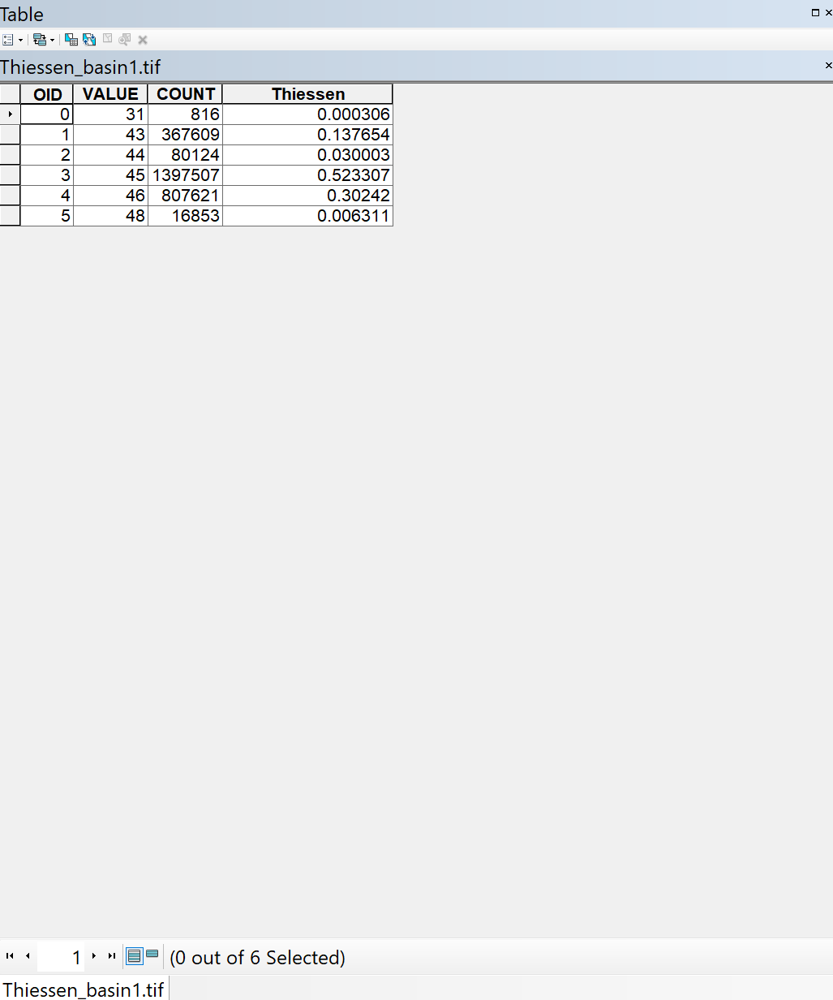 Table
Thiessen_basin1.tif
OID VALUE COUNT Thiessen
0 31 816 0.000306
1 43 367609 0.137654
2 44 80124 0.030003
3 45 1397507 0.523307
4 46 807621 0.30242
5 48 16853 0.006311
1 (0 out of 6 Selected)
Thiessen_basin1.tif